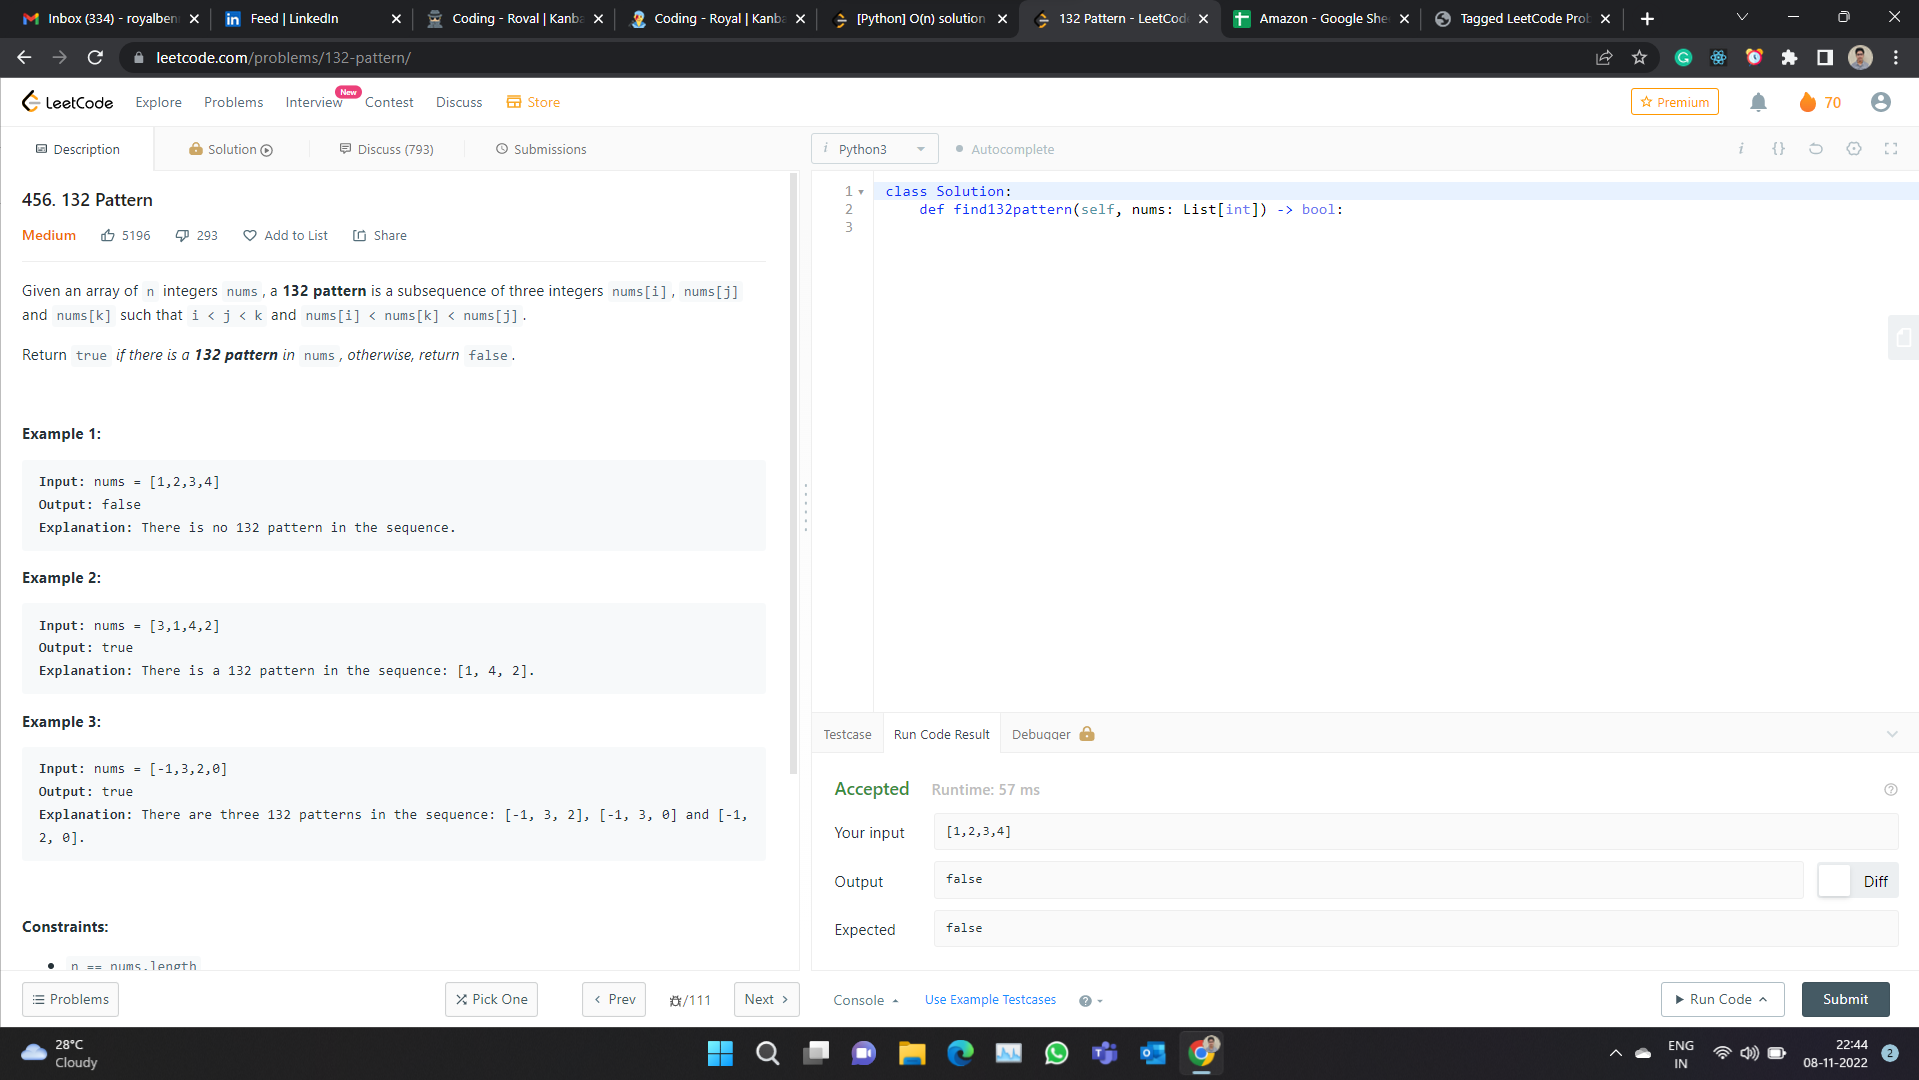 Inbox (334) - royalben
Feed | LinkedIn
Coding - Royal | Kanba
Coding - Royal | Kanba
[Python] O(n) solution
132 Pattern - LeetCod
Amazon - Google She
Tagged LeetCode Prob
leetcode.com/problems/132-pattern/
LeetCode
Explore
Problems
Interview
New
Contest
Discuss
Store
Premium
70
Description
Solution
Discuss (793)
Submissions
i Python3
Autocomplete
i {}
456. 132 Pattern
Medium
5196
293
Add to List
Share
Given an array of n integers nums, a 132 pattern is a subsequence of three integers nums[i], nums[j]
and nums[k] such that i < j < k and nums[i] < nums[k] < nums[j].
Return true if there is a 132 pattern in nums, otherwise, return false.
Example 1:
Input: nums = [1,2,3,4]
Output: false
Explanation: There is no 132 pattern in the sequence.
Example 2:
Input: nums = [3,1,4,2]
Output: true
Explanation: There is a 132 pattern in the sequence: [1, 4, 2].
Example 3:
Input: nums = [-1,3,2,0]
Output: true
Explanation: There are three 132 patterns in the sequence: [-1, 3, 2], [-1, 3, 0] and [-1,
2, 0].
Constraints:
n == nums.length
Problems
Pick One
Prev
/111
Next
1 class Solution:
2 def find132pattern(self, nums: List[int]) -> bool:
3
Testcase
Run Code Result
Debugger
Accepted
Runtime: 57 ms
Your input
[1,2,3,4]
Output
false
Diff
Expected
false
Console
Use Example Testcases
Run Code
Submit
28°C
Cloudy
ENG
IN
22:44
08-11-2022
2